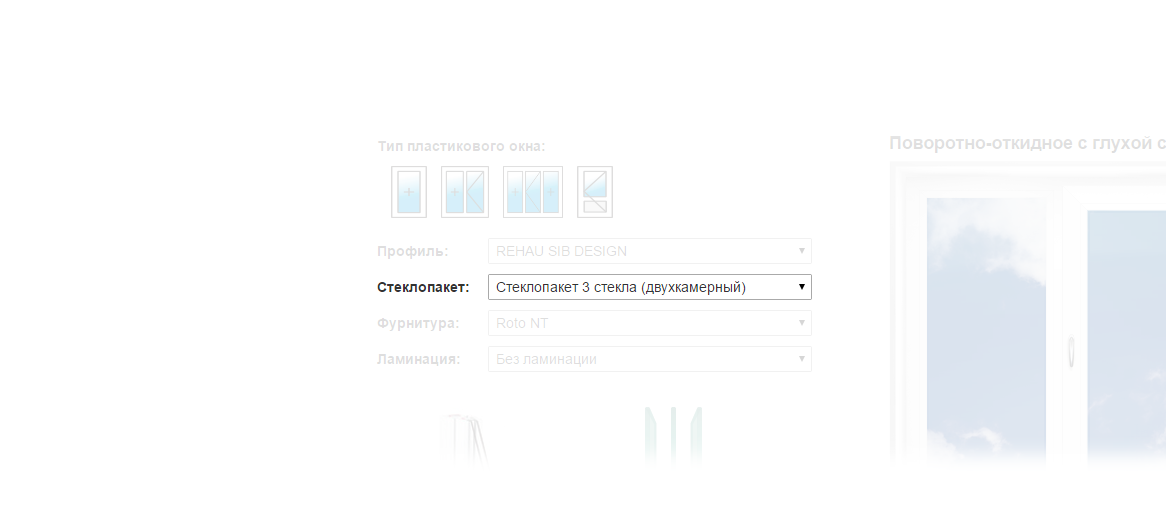 Тип пластикового окна:
Поворотно-откидное с глухой с
Профиль: REHAU SIB DESIGN
Стеклопакет: Стеклопакет 3 стекла (двухкамерный)
Фурнитура: Roto NT
Ламинация: Без ламинации